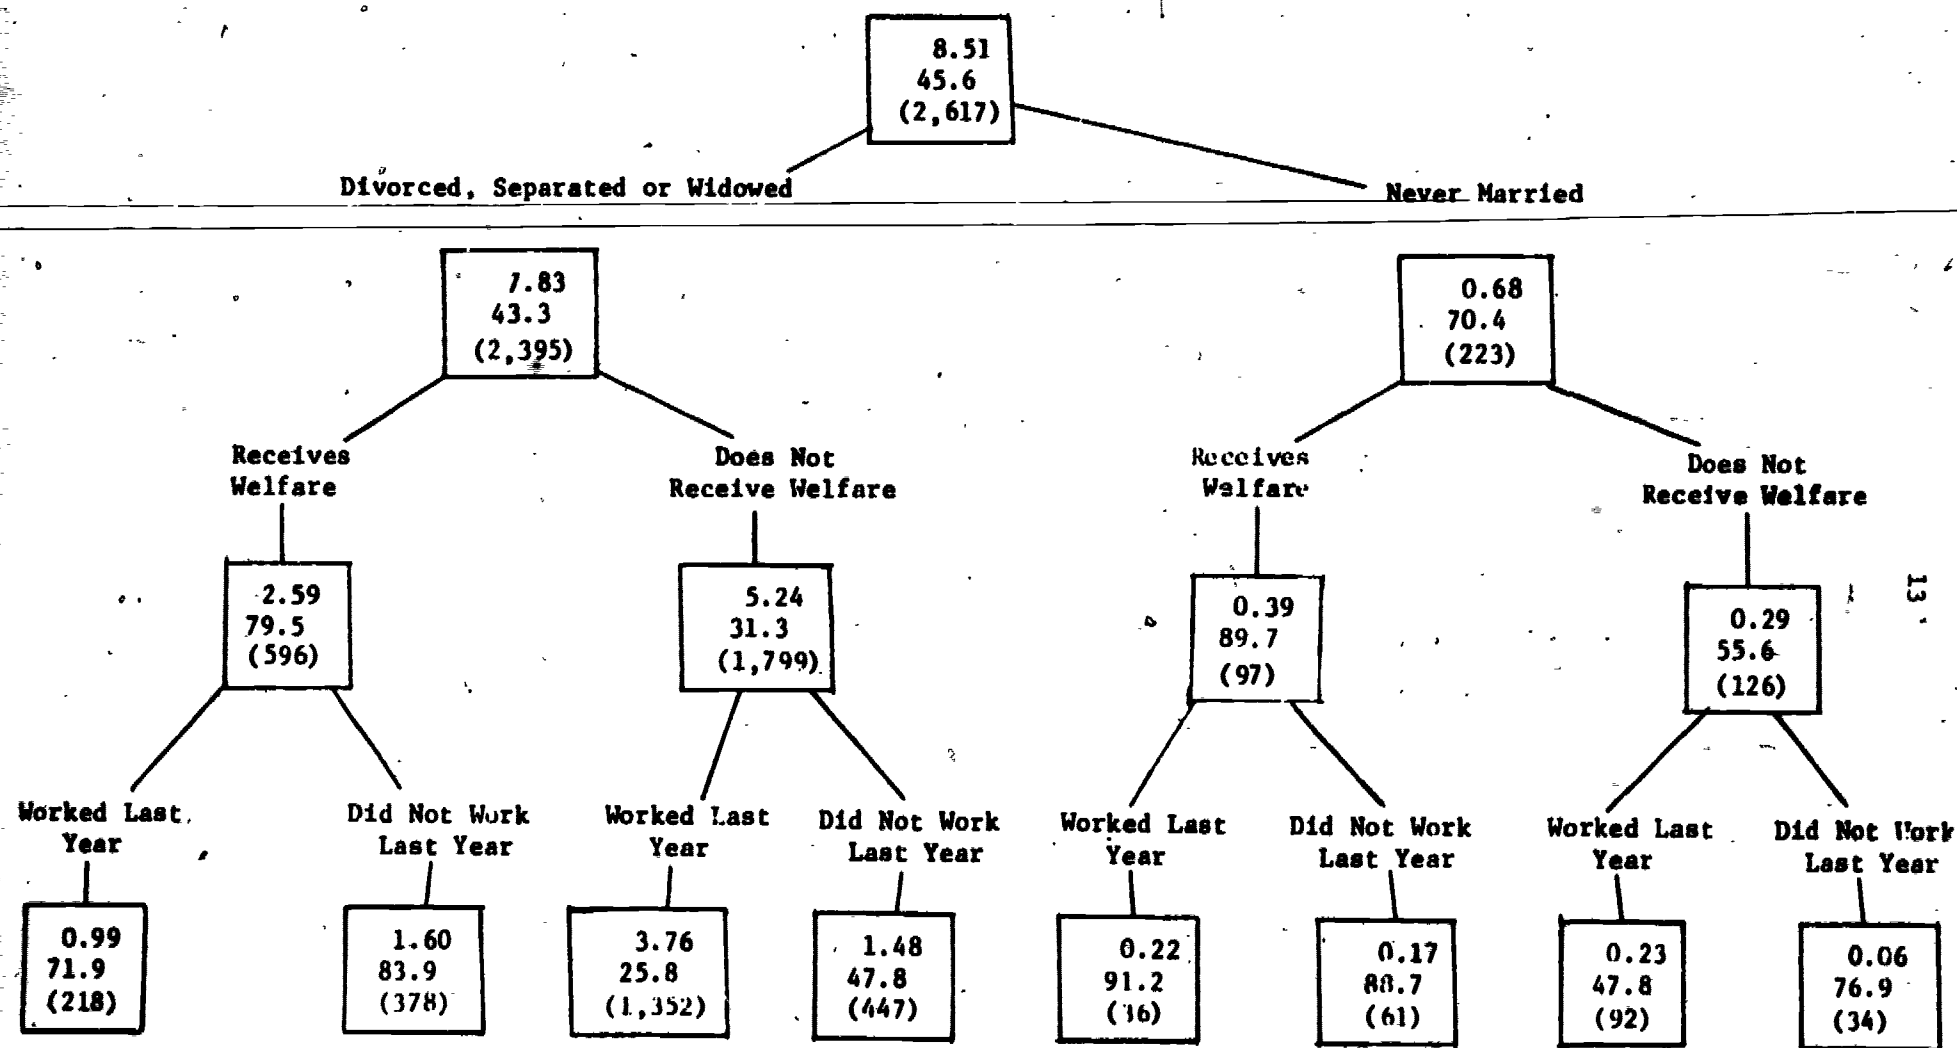 8.51
45.6
(2,617)
Divorced, Separated or Widowed
Never Married
7.83
43.3
(2,395)
0.68
70.4
(223)
Receives
Welfare
Does Not
Receive Welfare
Receives
Welfare
Does Not
Receive Welfare
2.59
79.5
(596)
5.24
31.3
(1,799)
0.39
89.7
(97)
0.29
55.6
(126)
13
Worked Last
Year
Did Not Work
Last Year
Worked Last
Year
Did Not Work
Last Year
Worked Last
Year
Did Not Work
Last Year
Worked Last
Year
Did Not Work
Last Year
0.99
71.9
(218)
1.60
83.9
(378)
3.76
25.8
(1,352)
1.48
47.8
(447)
0.22
91.2
0.17
88.7
(61)
0.23
47.8
(92)
0.06
76.9
(34)